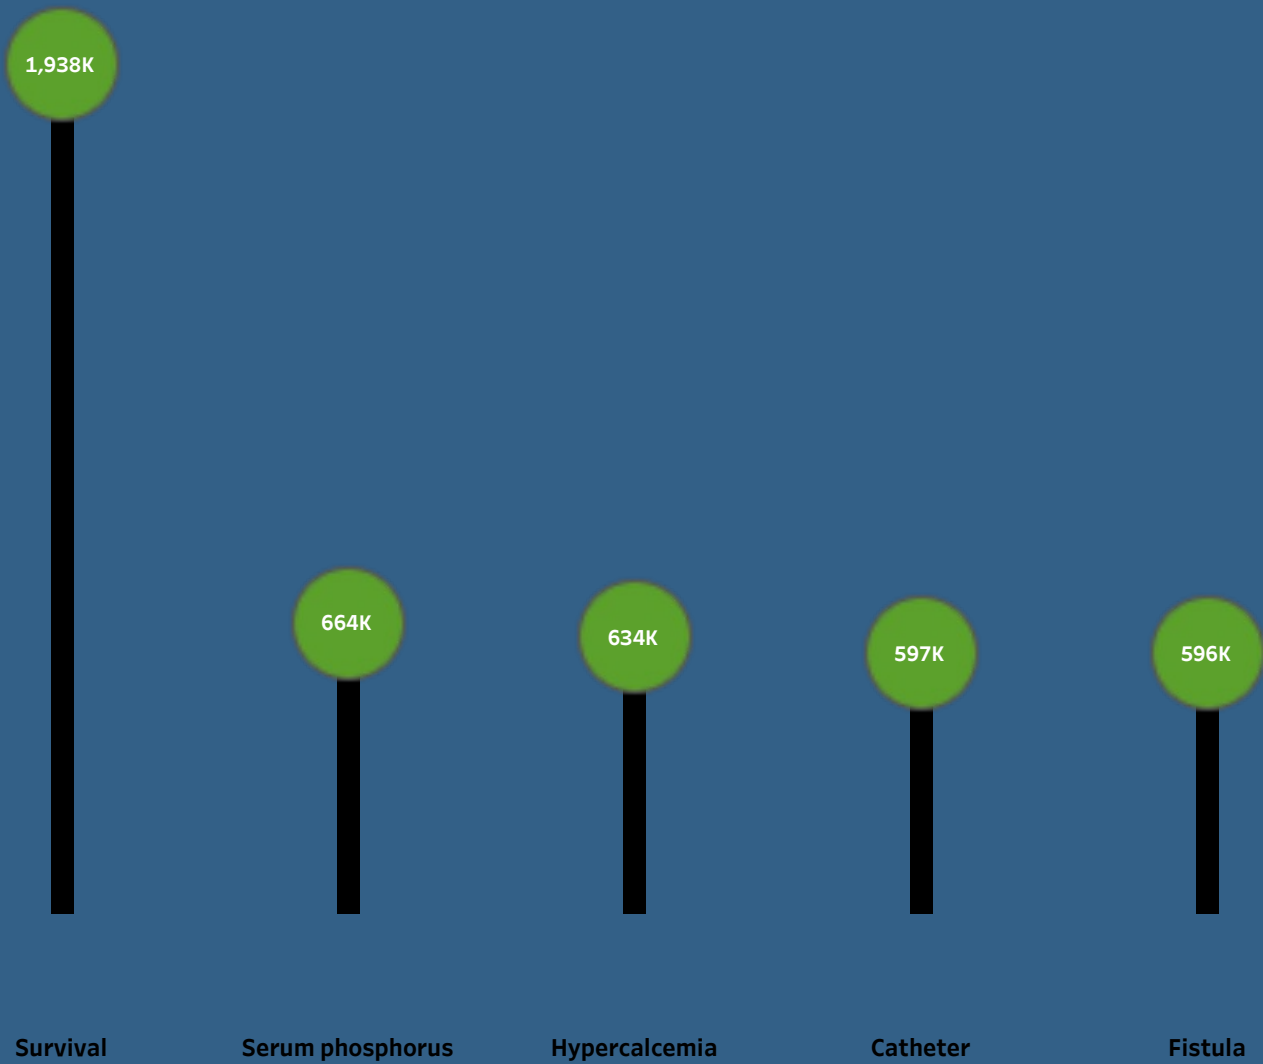 1,938K
664K
634K
597K
596K
Survival
Serum phosphorus
Hypercalcemia
Catheter
Fistula